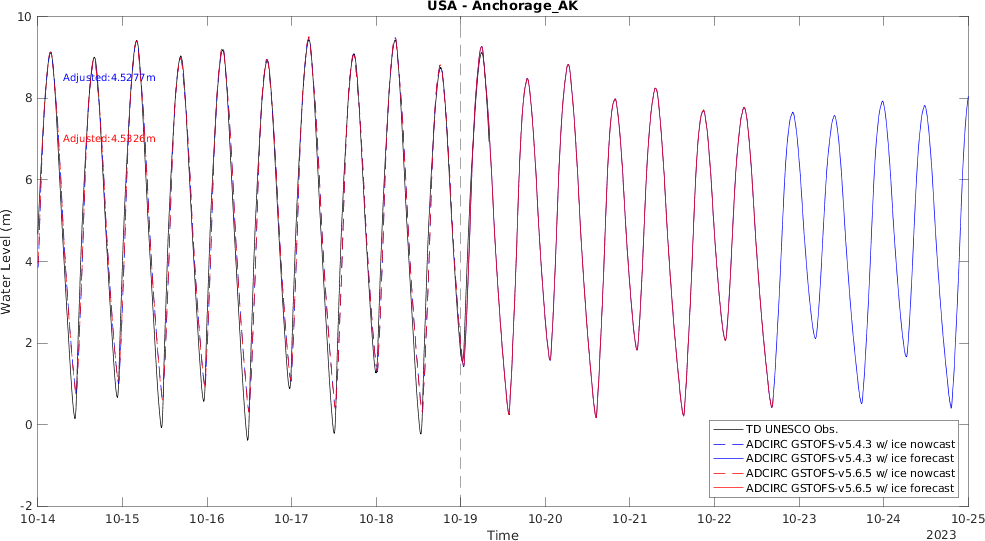 USA - Anchorage_AK
10
8
6
4
2
0
-2
Water Level (m)
Adjusted:4.5277m
Adjusted:4.5326m
TD UNESCO Obs.
ADCIRC GSTOFS-v5.4.3 w/ ice nowcast
ADCIRC GSTOFS-v5.4.3 w/ ice forecast
ADCIRC GSTOFS-v5.6.5 w/ ice nowcast
ADCIRC GSTOFS-v5.6.5 w/ ice forecast
10-14 10-15 10-16 10-17 10-18 10-19 10-20 10-21 10-22 10-23 10-24 10-25
Time
2023